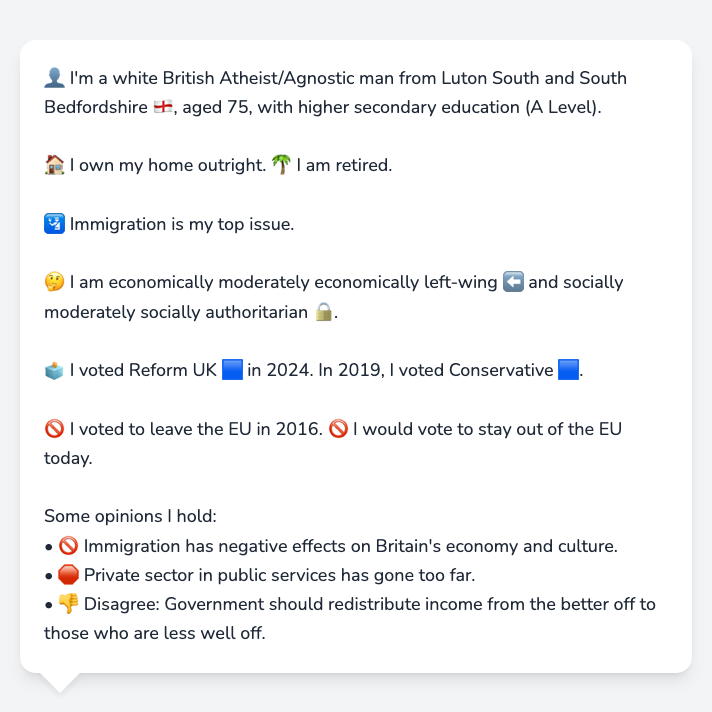 👤 I'm a white British Atheist/Agnostic man from Luton South and South
Bedfordshire 🏴󠁧󠁢󠁥󠁮󠁧󠁿, aged 75, with higher secondary education (A Level).
🏠 I own my home outright. 🌴 I am retired.
🛂 Immigration is my top issue.
🤔 I am economically moderately economically left-wing ⬅️ and socially
moderately socially authoritarian 🔒.
🗳️ I voted Reform UK 🟦 in 2024. In 2019, I voted Conservative 🟦.
🚫 I voted to leave the EU in 2016. 🚫 I would vote to stay out of the EU
today.
Some opinions I hold:
• 🚫 Immigration has negative effects on Britain's economy and culture.
• 🛑 Private sector in public services has gone too far.
• 👎 Disagree: Government should redistribute income from the better off to
those who are less well off.